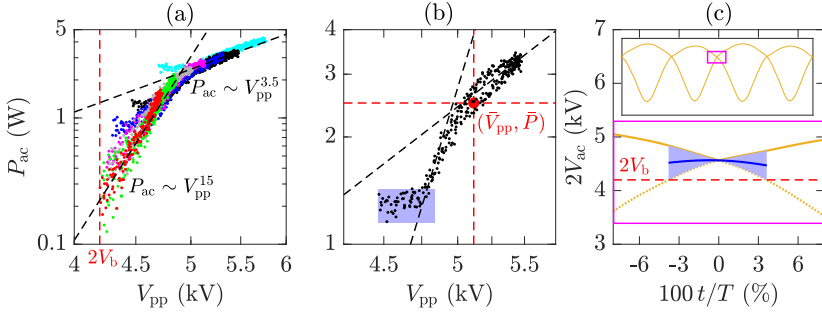 (a)
5
1
0.1
P_ac (W)
P_ac ∼ V_pp^3.5
P_ac ∼ V_pp^15
2V_b
4 4.5 5 5.5 6
V_pp (kV)
(b)
4
3
2
1
(V̄_pp, P̄)
4.5 5 5.5
V_pp (kV)
(c)
7
6
5
4
3
2V_ac (kV)
2V_b
-7 -3 0 3 7
100 t/T (%)